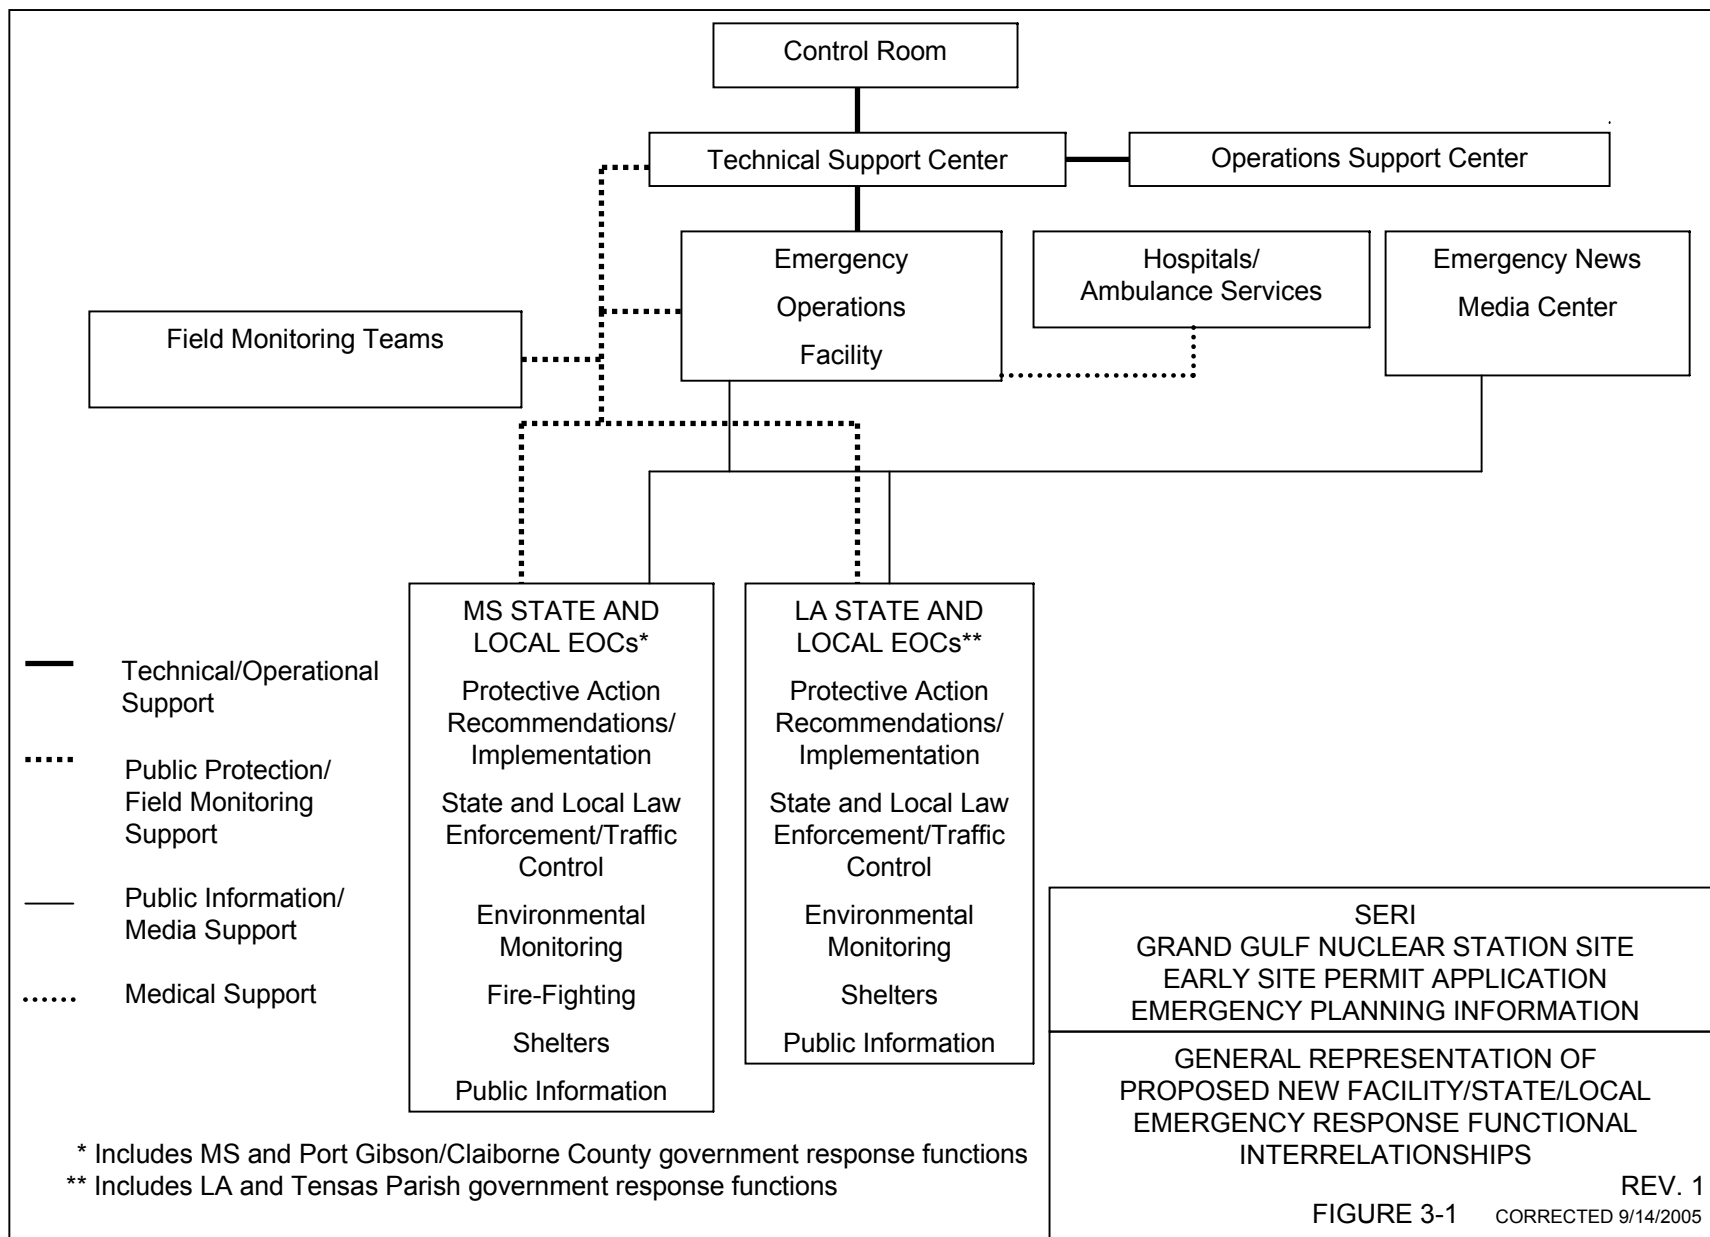 Control Room
Technical Support Center
Operations Support Center
Emergency
Operations
Facility
Hospitals/
Ambulance Services
Emergency News
Media Center
Field Monitoring Teams
MS STATE AND
LOCAL EOCs*
Protective Action
Recommendations/
Implementation
State and Local Law
Enforcement/Traffic
Control
Environmental
Monitoring
Fire-Fighting
Shelters
Public Information
LA STATE AND
LOCAL EOCs**
Protective Action
Recommendations/
Implementation
State and Local Law
Enforcement/Traffic
Control
Environmental
Monitoring
Shelters
Public Information
Technical/Operational
Support
Public Protection/
Field Monitoring
Support
Public Information/
Media Support
Medical Support
* Includes MS and Port Gibson/Claiborne County government response functions
** Includes LA and Tensas Parish government response functions
SERI
GRAND GULF NUCLEAR STATION SITE
EARLY SITE PERMIT APPLICATION
EMERGENCY PLANNING INFORMATION
GENERAL REPRESENTATION OF
PROPOSED NEW FACILITY/STATE/LOCAL
EMERGENCY RESPONSE FUNCTIONAL
INTERRELATIONSHIPS
REV. 1
FIGURE 3-1 CORRECTED 9/14/2005